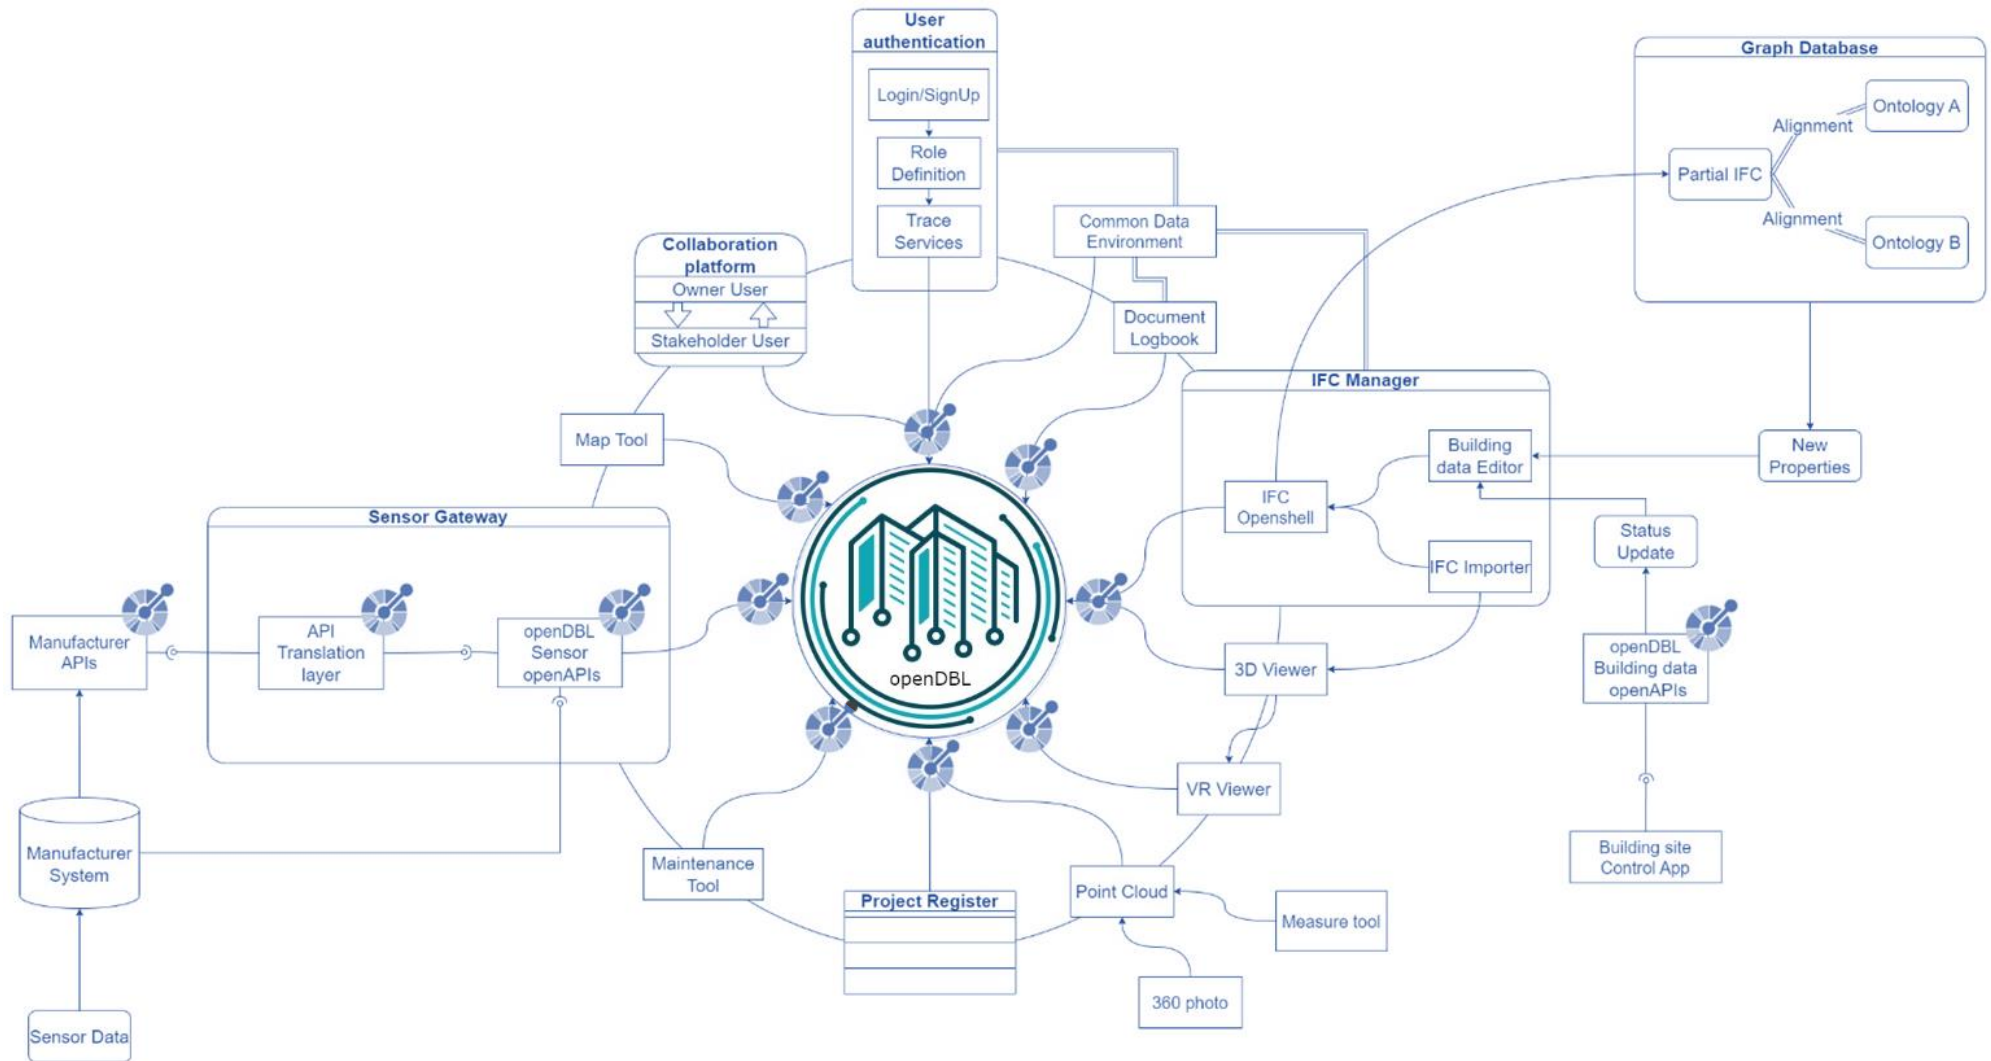 User
authentication
Login/SignUp
Role
Definition
Trace
Services
Graph Database
Ontology A
Alignment
Partial IFC
Alignment
Ontology B
Collaboration
platform
Owner User
Stakeholder User
Common Data
Environment
Document
Logbook
IFC Manager
Building
data Editor
IFC
Openshell
IFC Importer
New
Properties
Status
Update
openDBL
Building data
openAPIs
Building site
Control App
Map Tool
Sensor Gateway
Manufacturer
APIs
API
Translation
layer
openDBL
Sensor
openAPIs
openDBL
3D Viewer
VR Viewer
Manufacturer
System
Sensor Data
Maintenance
Tool
Project Register
Point Cloud
Measure tool
360 photo